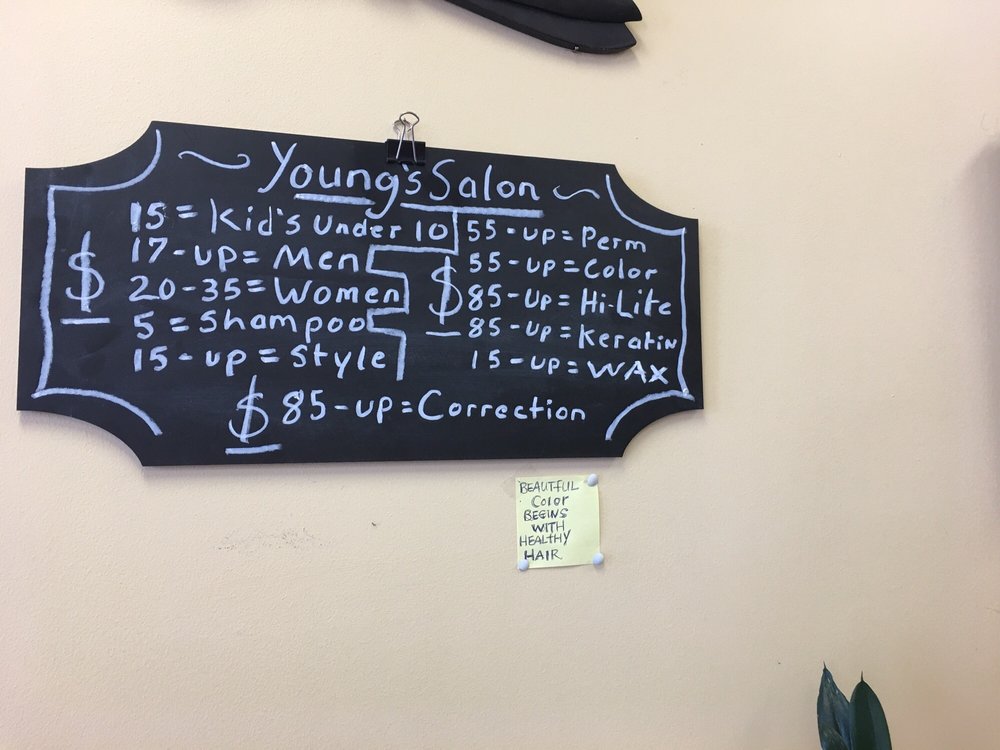 Young's Salon
15 = Kid's Under 10
17-up = Men
$
20-35 = Women
5 = Shampoo
15-up = Style
55-up = Perm
55-up = Color
$
85-up = Hi-Lite
85-up = Keratin
15-up = WAX
$ 85-up = Correction
BEAUTFUL
Color
BEGINS
WITH
HEALTHY
HAIR